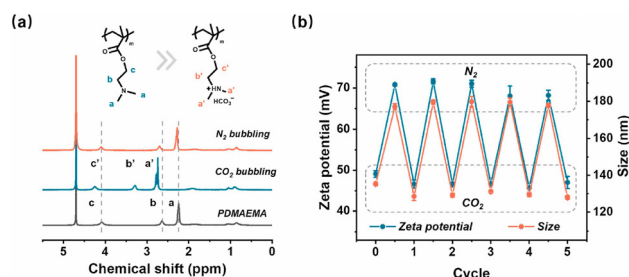 (a)
m
O
O
c
b
N
a
a
m
O
O
c'
b'
+HN
a'
a'
HCO₃⁻
N₂ bubbling
c'
b'
a'
CO₂ bubbling
c
b
a
PDMAEMA
5
4
3
2
1
0
Chemical shift (ppm)
(b)
Zeta potential (mV)
70
60
50
40
30
N₂
CO₂
Zeta potential
Size
200
180
160
140
120
Size (nm)
0
1
2
3
4
5
Cycle